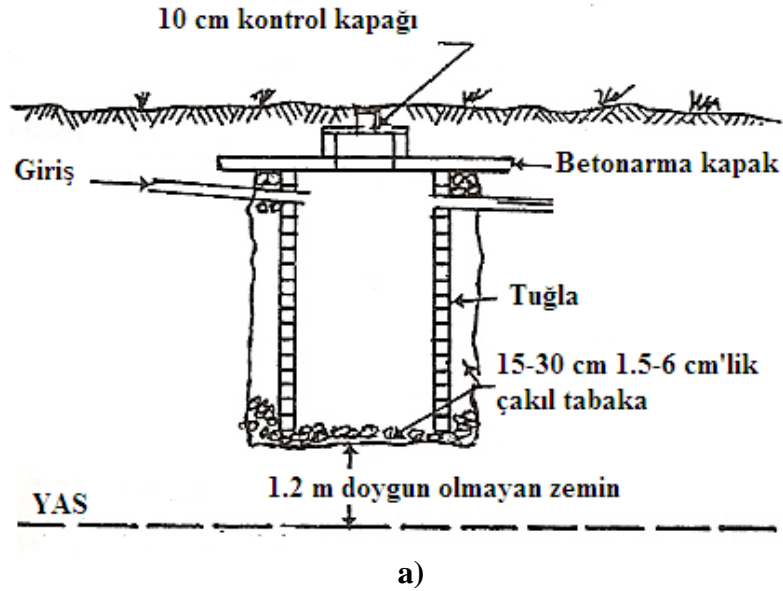 10 cm kontrol kapağı
Giriş
Betonarma kapak
Tuğla
15-30 cm 1.5-6 cm'lik
çakıl tabaka
1.2 m doygun olmayan zemin
YAS
a)